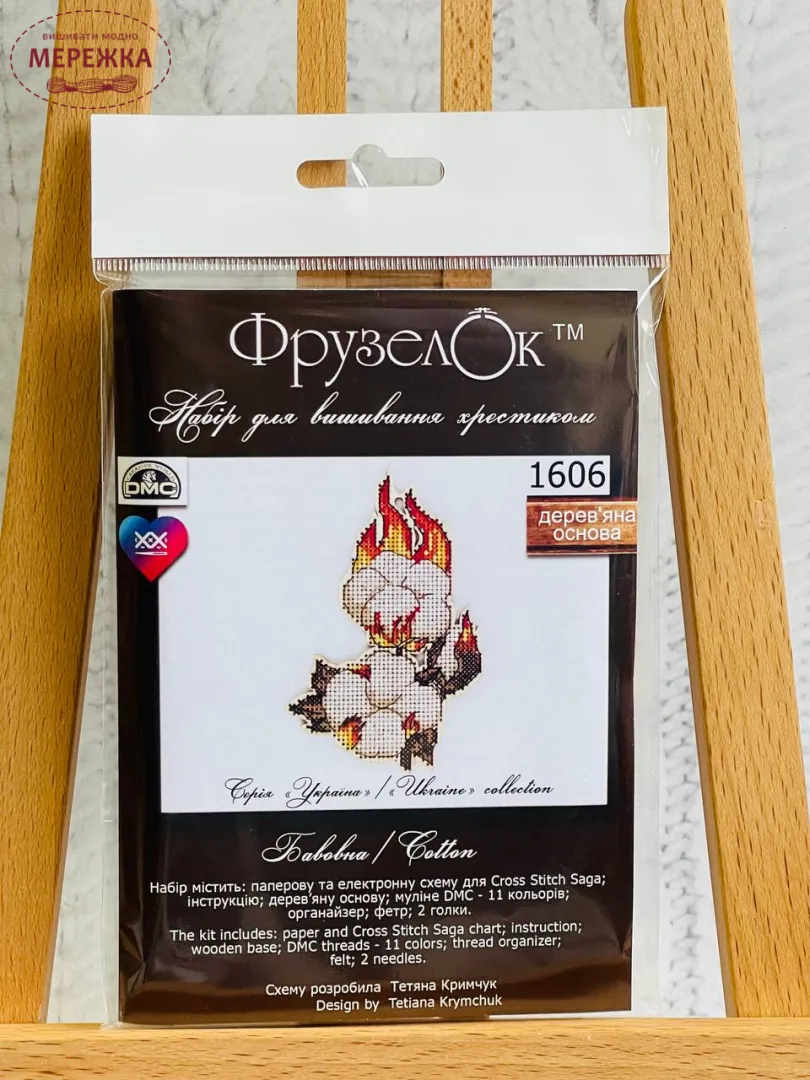 вишивати модно
МЕРЕЖКА
ФрузелОк™
Набір для вишивання хрестиком
DMC
1606
дерев'яна
основа
Серія «Україна» / «Ukraine» collection
Бавовна / Cotton
Набір містить: паперову та електронну схему для Cross Stitch Saga;
інструкцію; дерев'яну основу; муліне DMC - 11 кольорів;
органайзер; фетр; 2 голки.
The kit includes: paper and Cross Stitch Saga chart; instruction;
wooden base; DMC threads - 11 colors; thread organizer;
felt; 2 needles.
Схему розробила Тетяна Кримчук
Design by Tetiana Krymchuk